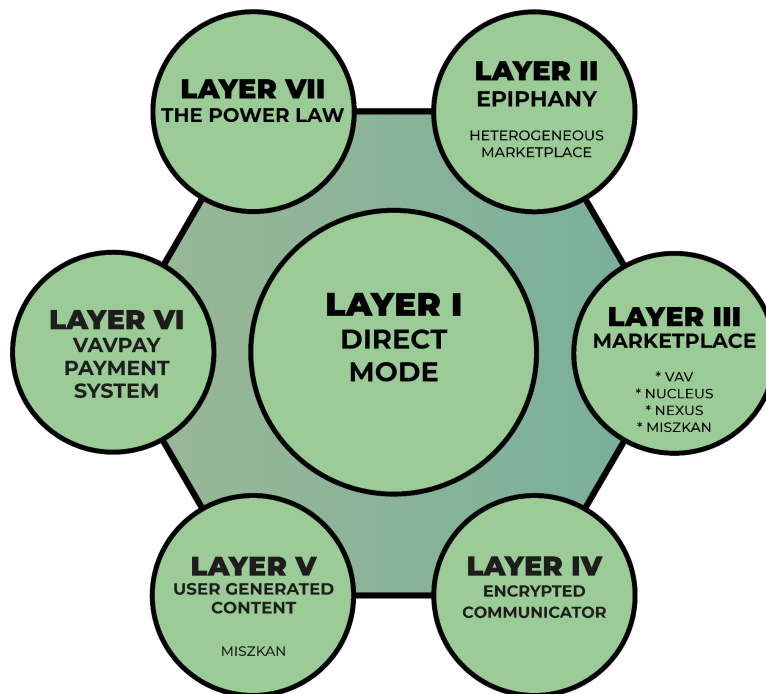 LAYER VII
THE POWER LAW
LAYER II
EPIPHANY
HETEROGENEOUS
MARKETPLACE
LAYER I
DIRECT
MODE
LAYER VI
VAVPAY
PAYMENT
SYSTEM
LAYER III
MARKETPLACE
* VAV
* NUCLEUS
* NEXUS
* MISZKAN
LAYER V
USER GENERATED
CONTENT
MISZKAN
LAYER IV
ENCRYPTED
COMMUNICATOR